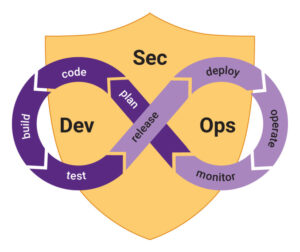 Sec
Dev
Ops
plan
code
build
test
release
deploy
operate
monitor